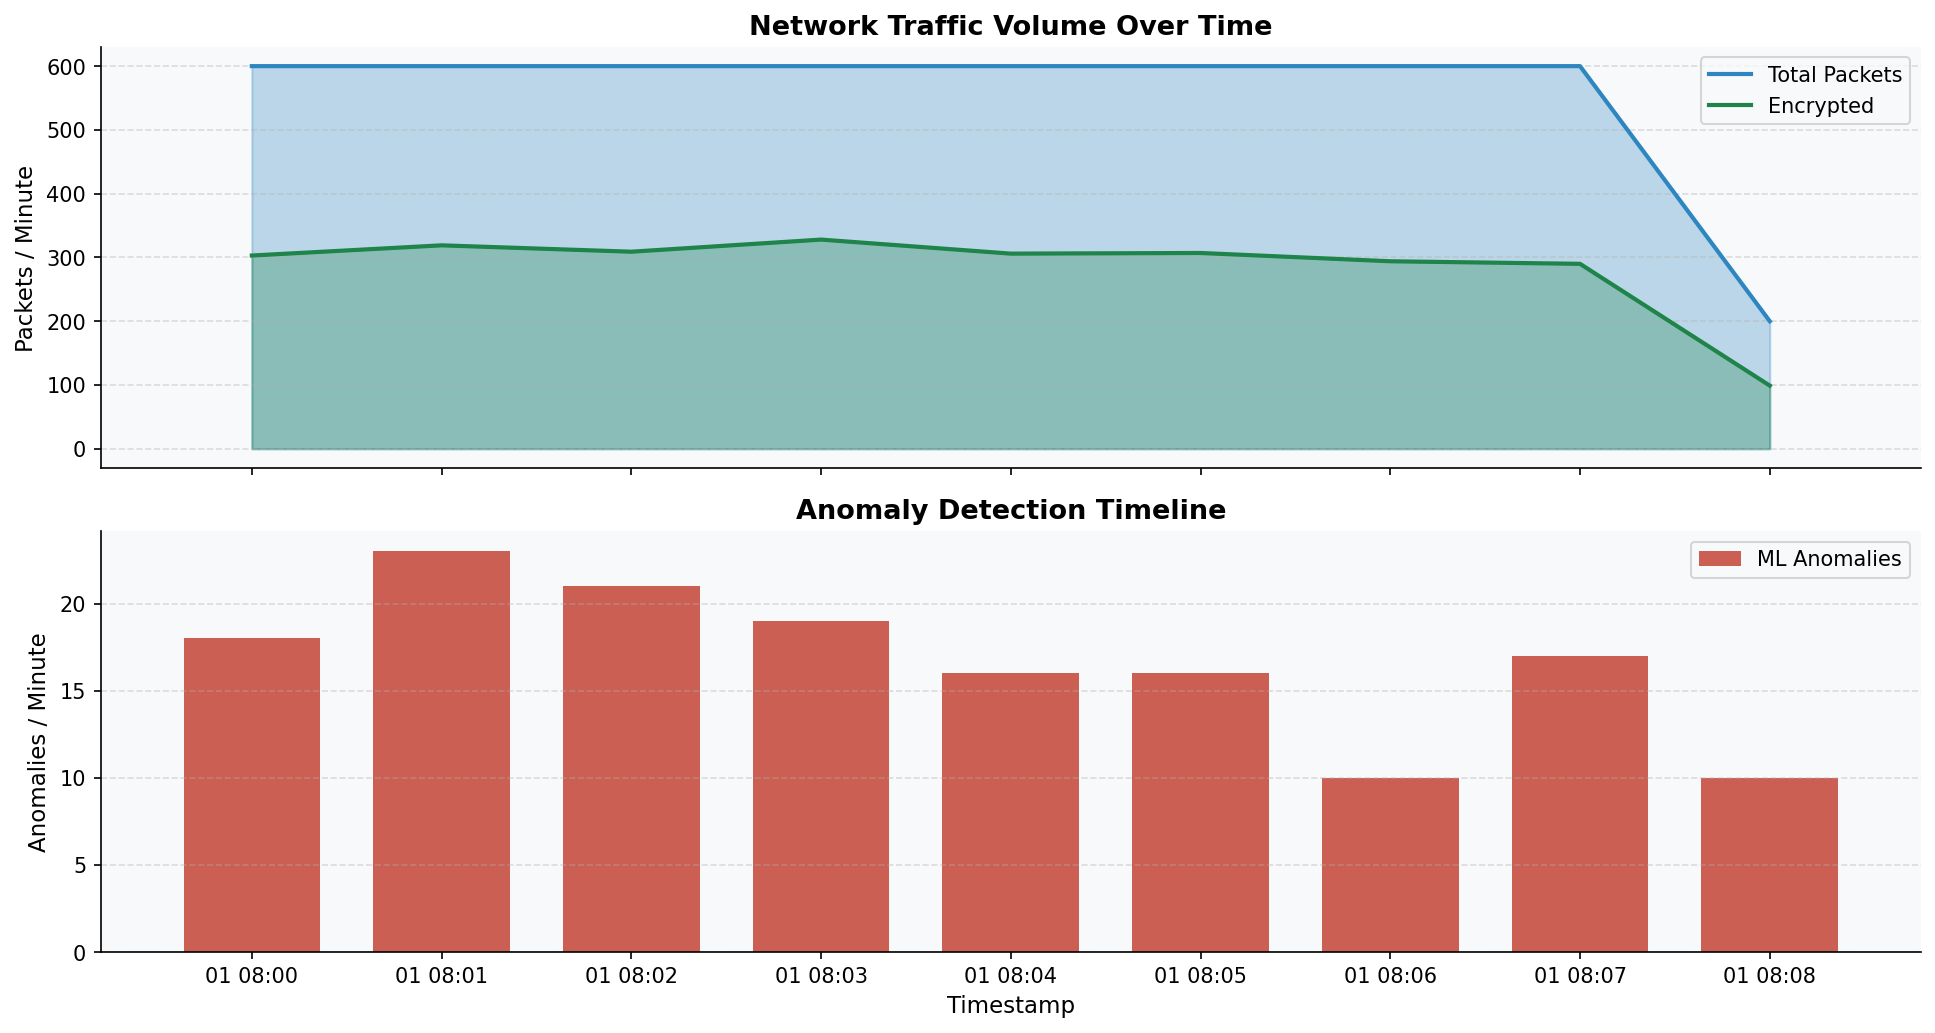 Network Traffic Volume Over Time
Packets / Minute
600
500
400
300
200
100
0
Total Packets
Encrypted
Anomaly Detection Timeline
Anomalies / Minute
20
15
10
5
0
ML Anomalies
01 08:00 01 08:01 01 08:02 01 08:03 01 08:04 01 08:05 01 08:06 01 08:07 01 08:08
Timestamp